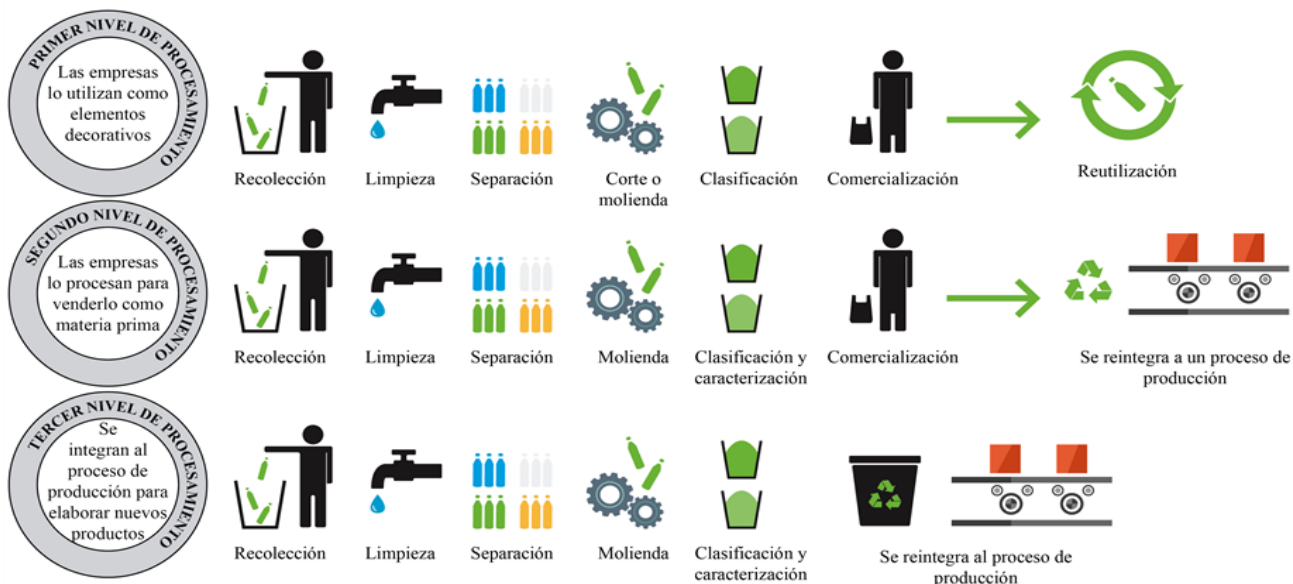 PRIMER NIVEL DE PROCESAMIENTO
Las empresas
lo utilizan como
elementos
decorativos
Recolección
Limpieza
Separación
Corte o
molienda
Clasificación
Comercialización
Reutilización
SEGUNDO NIVEL DE PROCESAMIENTO
Las empresas
lo procesan para
venderlo como
materia prima
Recolección
Limpieza
Separación
Molienda
Clasificación y
caracterización
Comercialización
Se reintegra a un proceso de
producción
TERCER NIVEL DE PROCESAMIENTO
Se
integran al
proceso de
producción para
elaborar nuevos
productos
Recolección
Limpieza
Separación
Molienda
Clasificación y
caracterización
Se reintegra al proceso de
producción